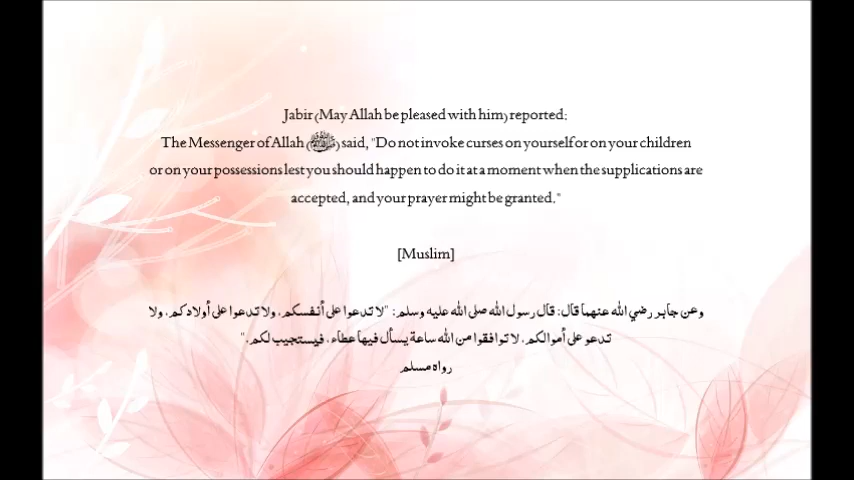 Jabir (May Allah be pleased with him) reported:
The Messenger of Allah (ﷺ) said, "Do not invoke curses on yourself or on your children
or on your possessions lest you should happen to do it at a moment when the supplications are
accepted, and your prayer might be granted."
[Muslim]
وعن جابر رضي الله عنهما قال: قال رسول الله صلى الله عليه وسلم: "لا تدعوا على أنفسكم، ولا تدعوا على أولادكم، ولا
تدعو على أموالكم، لا توافقوا من الله ساعة يسأل فيها عطاء، فيستجيب لكم."
رواه مسلم